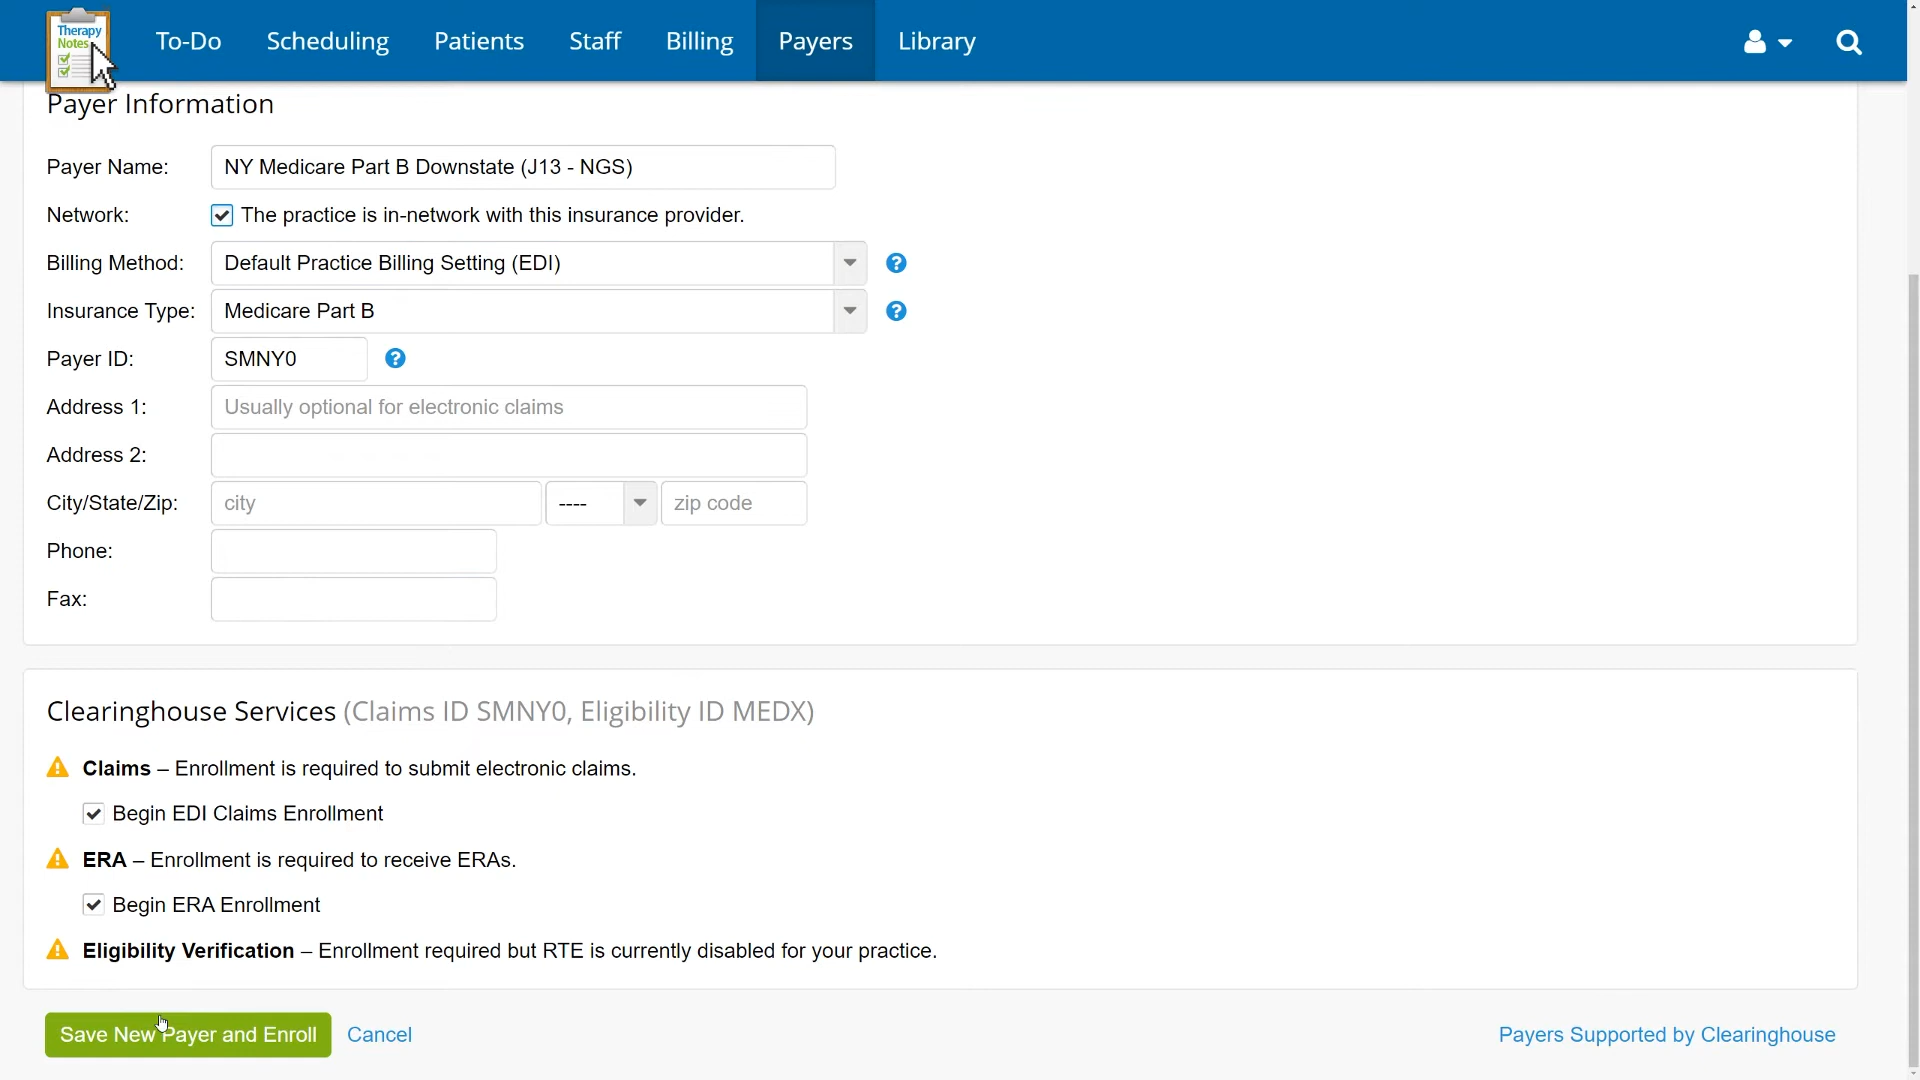 Therapy
Notes
To-Do
Scheduling
Patients
Staff
Billing
Payers
Library
Payer Information
Payer Name:
NY Medicare Part B Downstate (J13 - NGS)
Network:
The practice is in-network with this insurance provider.
Billing Method:
Default Practice Billing Setting (EDI)
?
Insurance Type:
Medicare Part B
?
Payer ID:
SMNY0
?
Address 1:
Usually optional for electronic claims
Address 2:
City/State/Zip:
city
----
zip code
Phone:
Fax:
Clearinghouse Services (Claims ID SMNY0, Eligibility ID MEDX)
Claims – Enrollment is required to submit electronic claims.
Begin EDI Claims Enrollment
ERA – Enrollment is required to receive ERAs.
Begin ERA Enrollment
Eligibility Verification – Enrollment required but RTE is currently disabled for your practice.
Save New Payer and Enroll
Cancel
Payers Supported by Clearinghouse